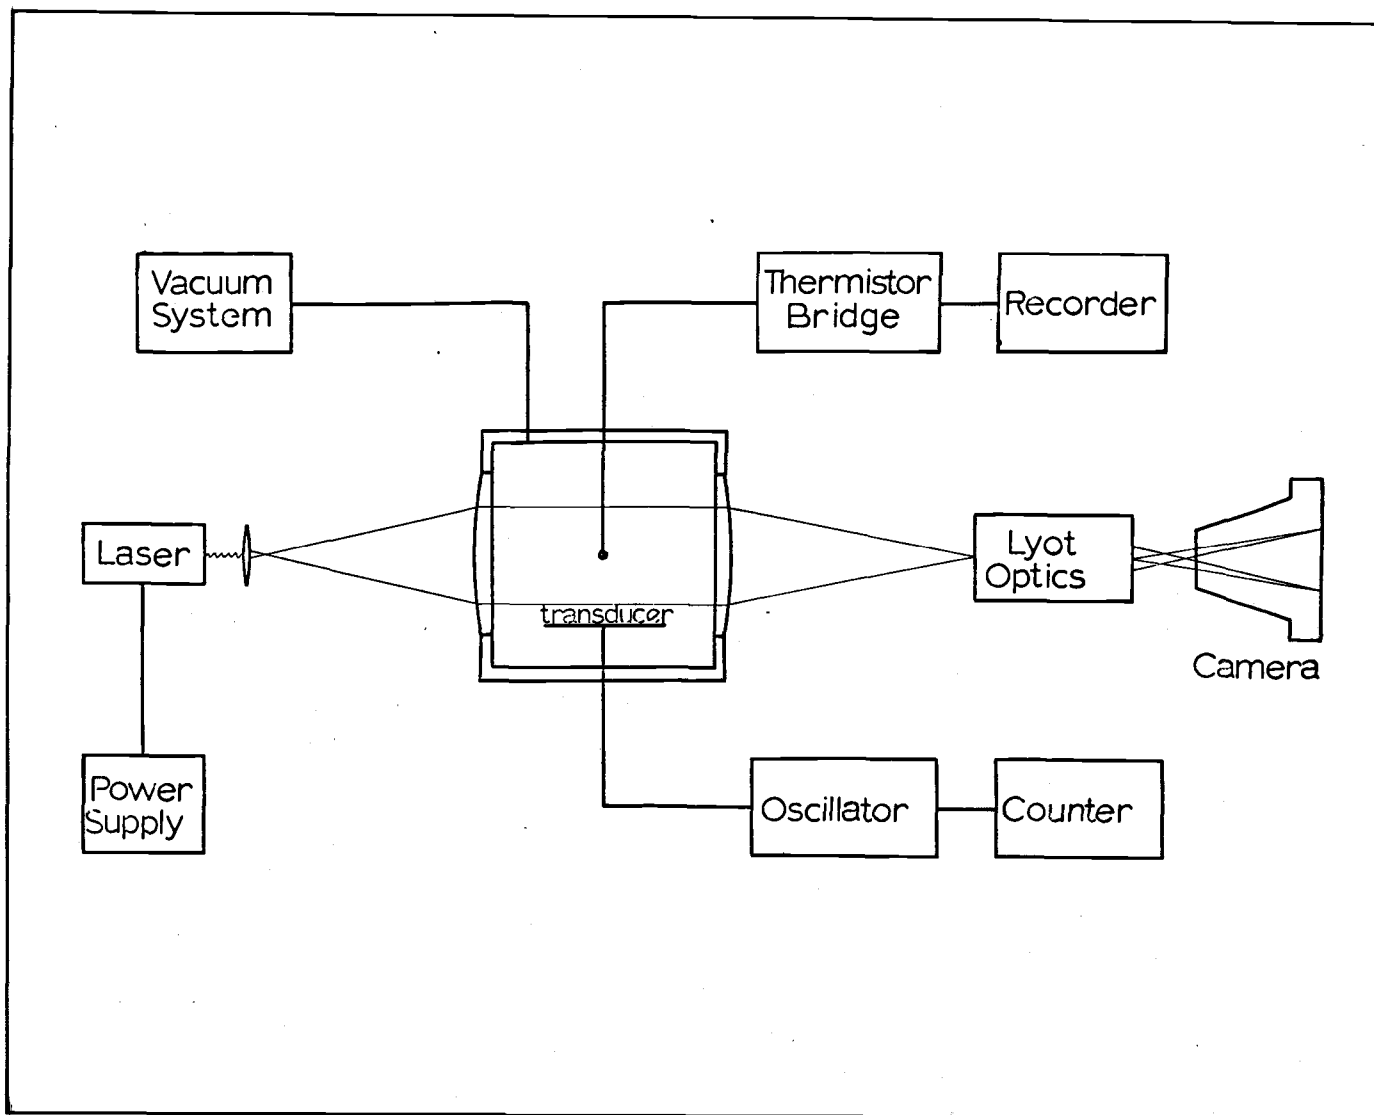 Vacuum
System
Thermistor
Bridge
Recorder
Laser
transducer
Lyot
Optics
Camera
Power
Supply
Oscillator
Counter